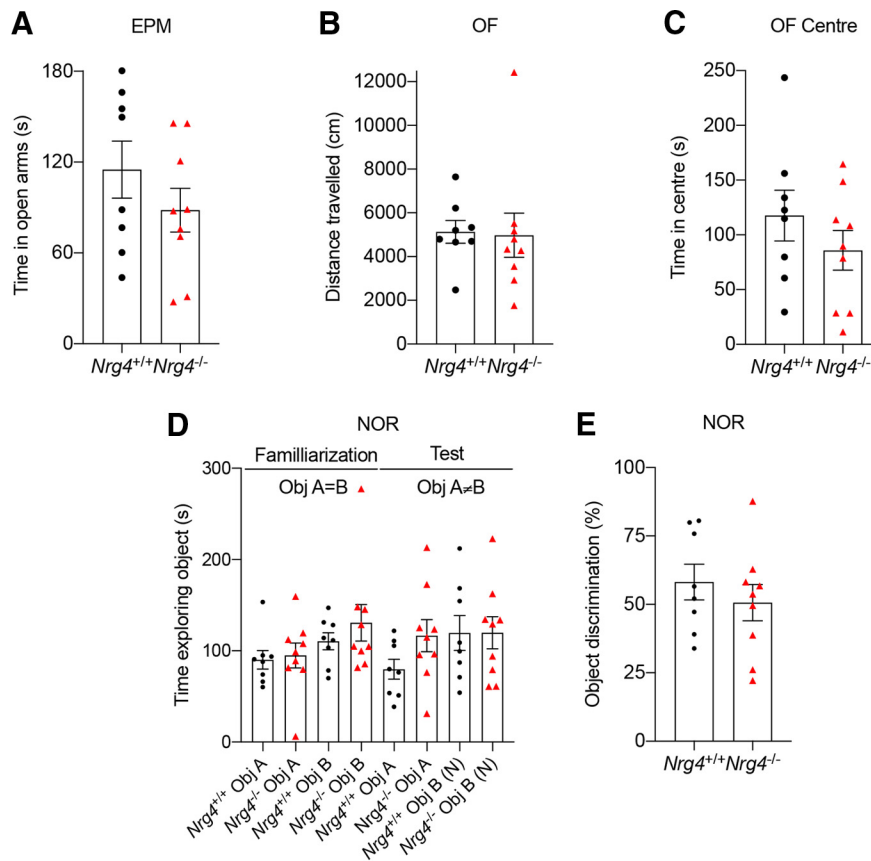 A
EPM
Time in open arms (s)
180
120
60
0
Nrg4+/+ Nrg4-/-
B
OF
Distance travelled (cm)
12000
10000
8000
6000
4000
2000
0
Nrg4+/+ Nrg4-/-
C
OF Centre
Time in centre (s)
250
200
150
100
50
0
Nrg4+/+ Nrg4-/-
D
NOR
Familliarization
Test
Obj A=B
Obj A≠B
Time exploring object (s)
300
200
100
0
Nrg4+/+ Obj A
Nrg4-/- Obj A
Nrg4+/+ Obj B
Nrg4-/- Obj B
Nrg4+/+ Obj A
Nrg4-/- Obj A
Nrg4+/+ Obj B (N)
Nrg4-/- Obj B (N)
E
NOR
Object discrimination (%)
100
75
50
25
0
Nrg4+/+ Nrg4-/-